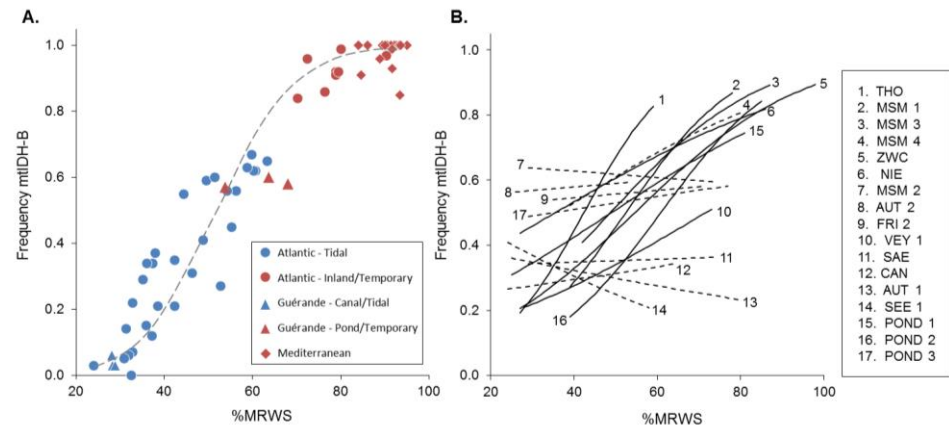 A.
Frequency mtIDH-B
1.0
0.8
0.6
0.4
0.2
0.0
20
40
60
80
100
%MRWS
Atlantic - Tidal
Atlantic - Inland/Temporary
Guérande - Canal/Tidal
Guérande - Pond/Temporary
Mediterranean
B.
Frequency mtIDH-B
1.0
0.8
0.6
0.4
0.2
0.0
20
40
60
80
100
%MRWS
1
2
3
4
5
6
15
7
8
9
17
10
11
12
13
14
16
1. THO
2. MSM 1
3. MSM 3
4. MSM 4
5. ZWC
6. NIE
7. MSM 2
8. AUT 2
9. FRI 2
10. VEY 1
11. SAE
12. CAN
13. AUT 1
14. SEE 1
15. POND 1
16. POND 2
17. POND 3